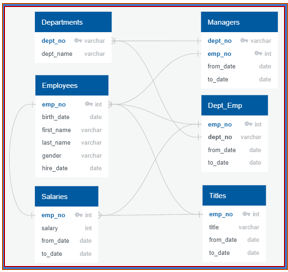 Departments
dept_no varchar
dept_name varchar
Employees
emp_no int
birth_date date
first_name varchar
last_name varchar
gender varchar
hire_date date
Salaries
emp_no int
salary int
from_date date
to_date date
Managers
dept_no varchar
emp_no int
from_date date
to_date date
Dept_Emp
emp_no int
dept_no varchar
from_date date
to_date date
Titles
emp_no int
title varchar
from_date date
to_date date